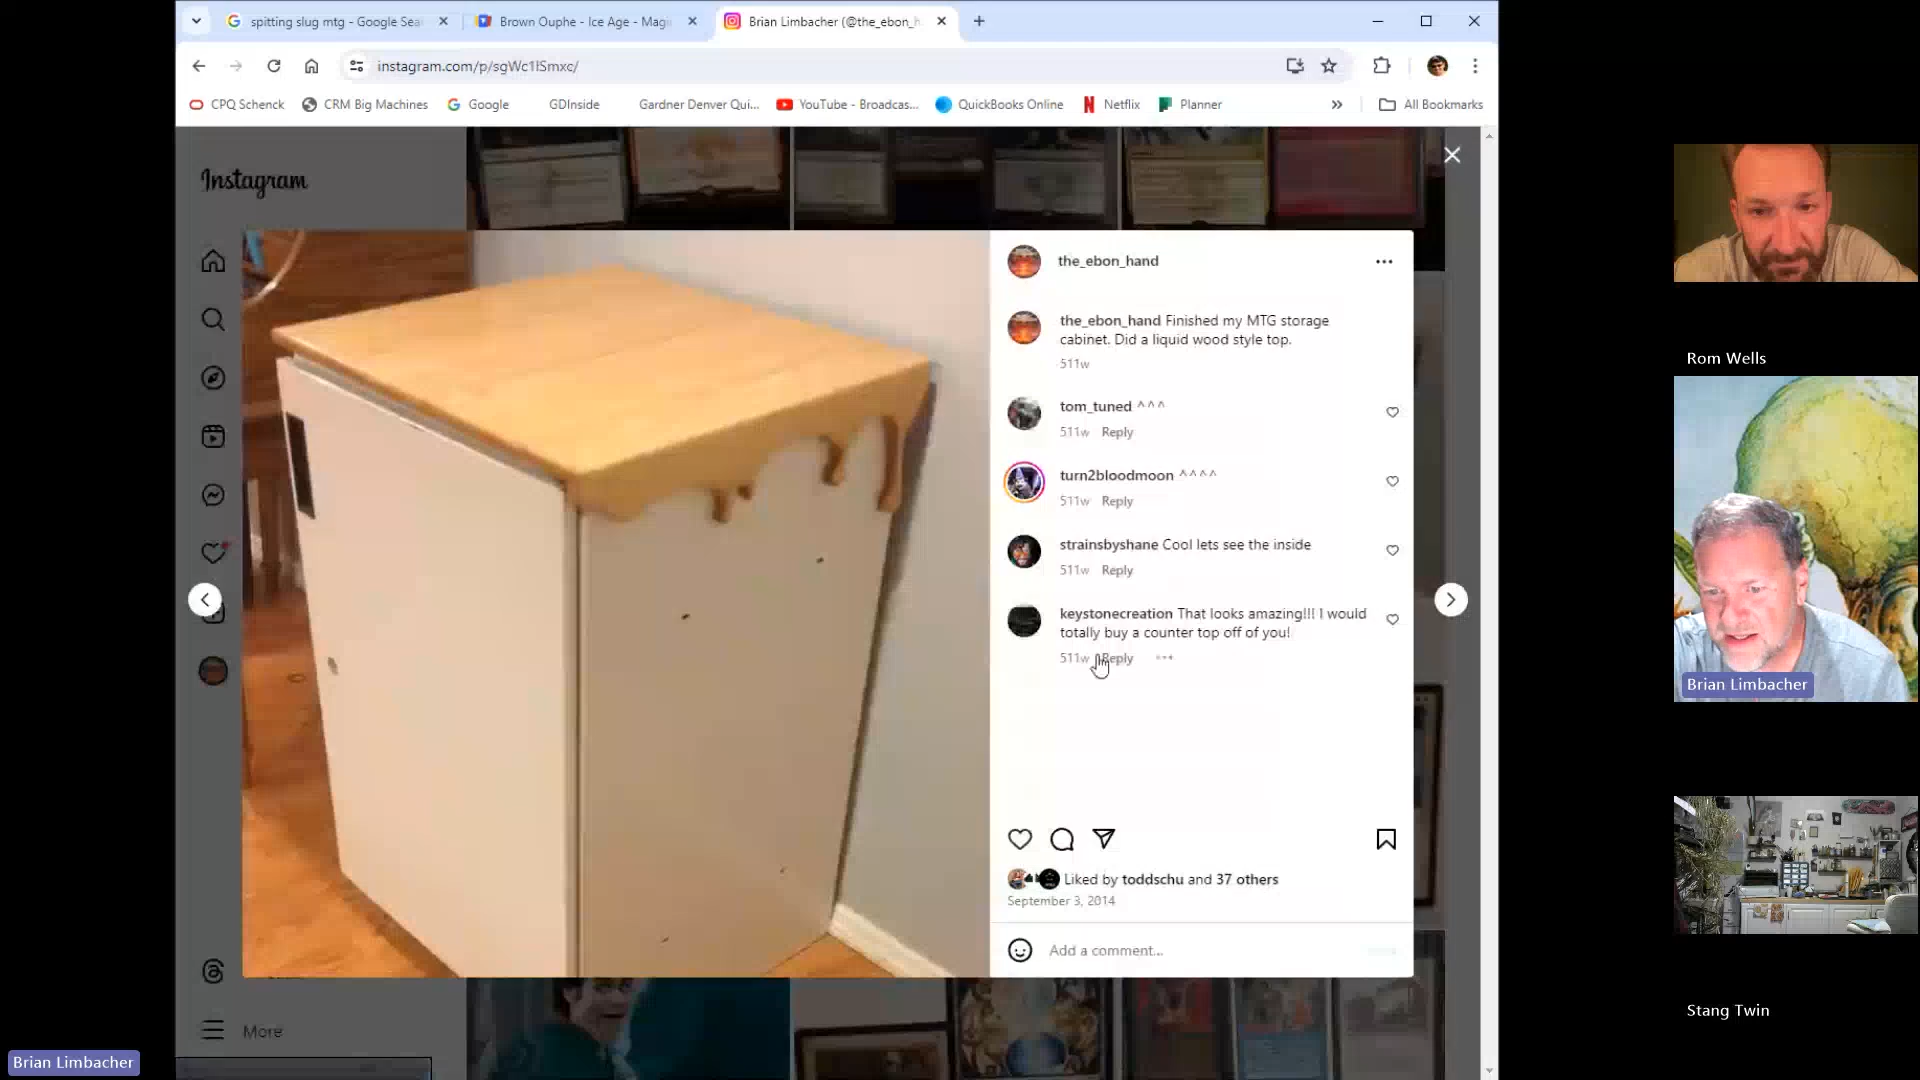 spitting slug mtg - Google Sea
Brown Ouphe - Ice Age - Magi
Brian Limbacher (@the_ebon_h
instagram.com/p/sgWc1ISmxc/
CPQ Schenck
CRM Big Machines
Google
GDInside
Gardner Denver Qui...
YouTube - Broadcas...
QuickBooks Online
Netflix
Planner
»
All Bookmarks
Instagram
the_ebon_hand
the_ebon_hand Finished my MTG storage
cabinet. Did a liquid wood style top.
511w
tom_tuned ^^^
511w Reply
turn2bloodmoon ^^^^
511w Reply
strainsbyshane Cool lets see the inside
511w Reply
keystonecreation That looks amazing!!! I would
totally buy a counter top off of you!
511w Reply
Liked by toddschu and 37 others
September 3, 2014
Add a comment...
More
Rom Wells
Brian Limbacher
Stang Twin
Brian Limbacher